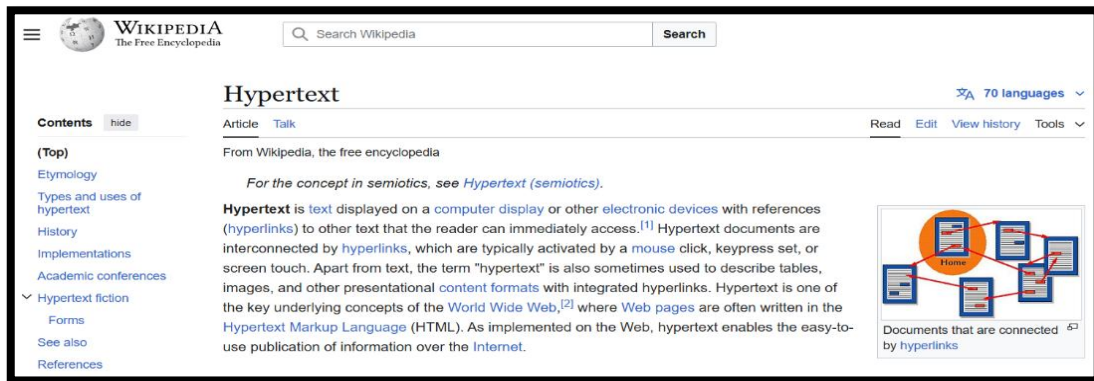 WIKIPEDIA
The Free Encyclopedia
Search Wikipedia
Search
Hypertext
70 languages
Contents hide
Article Talk
Read Edit View history Tools
(Top)
Etymology
Types and uses of
hypertext
History
Implementations
Academic conferences
Hypertext fiction
Forms
See also
References
From Wikipedia, the free encyclopedia
For the concept in semiotics, see Hypertext (semiotics).
Hypertext is text displayed on a computer display or other electronic devices with references
(hyperlinks) to other text that the reader can immediately access.[1] Hypertext documents are
interconnected by hyperlinks, which are typically activated by a mouse click, keypress set, or
screen touch. Apart from text, the term "hypertext" is also sometimes used to describe tables,
images, and other presentational content formats with integrated hyperlinks. Hypertext is one of
the key underlying concepts of the World Wide Web,[2] where Web pages are often written in the
Hypertext Markup Language (HTML). As implemented on the Web, hypertext enables the easy-to-
use publication of information over the Internet.
Home
Documents that are connected
by hyperlinks